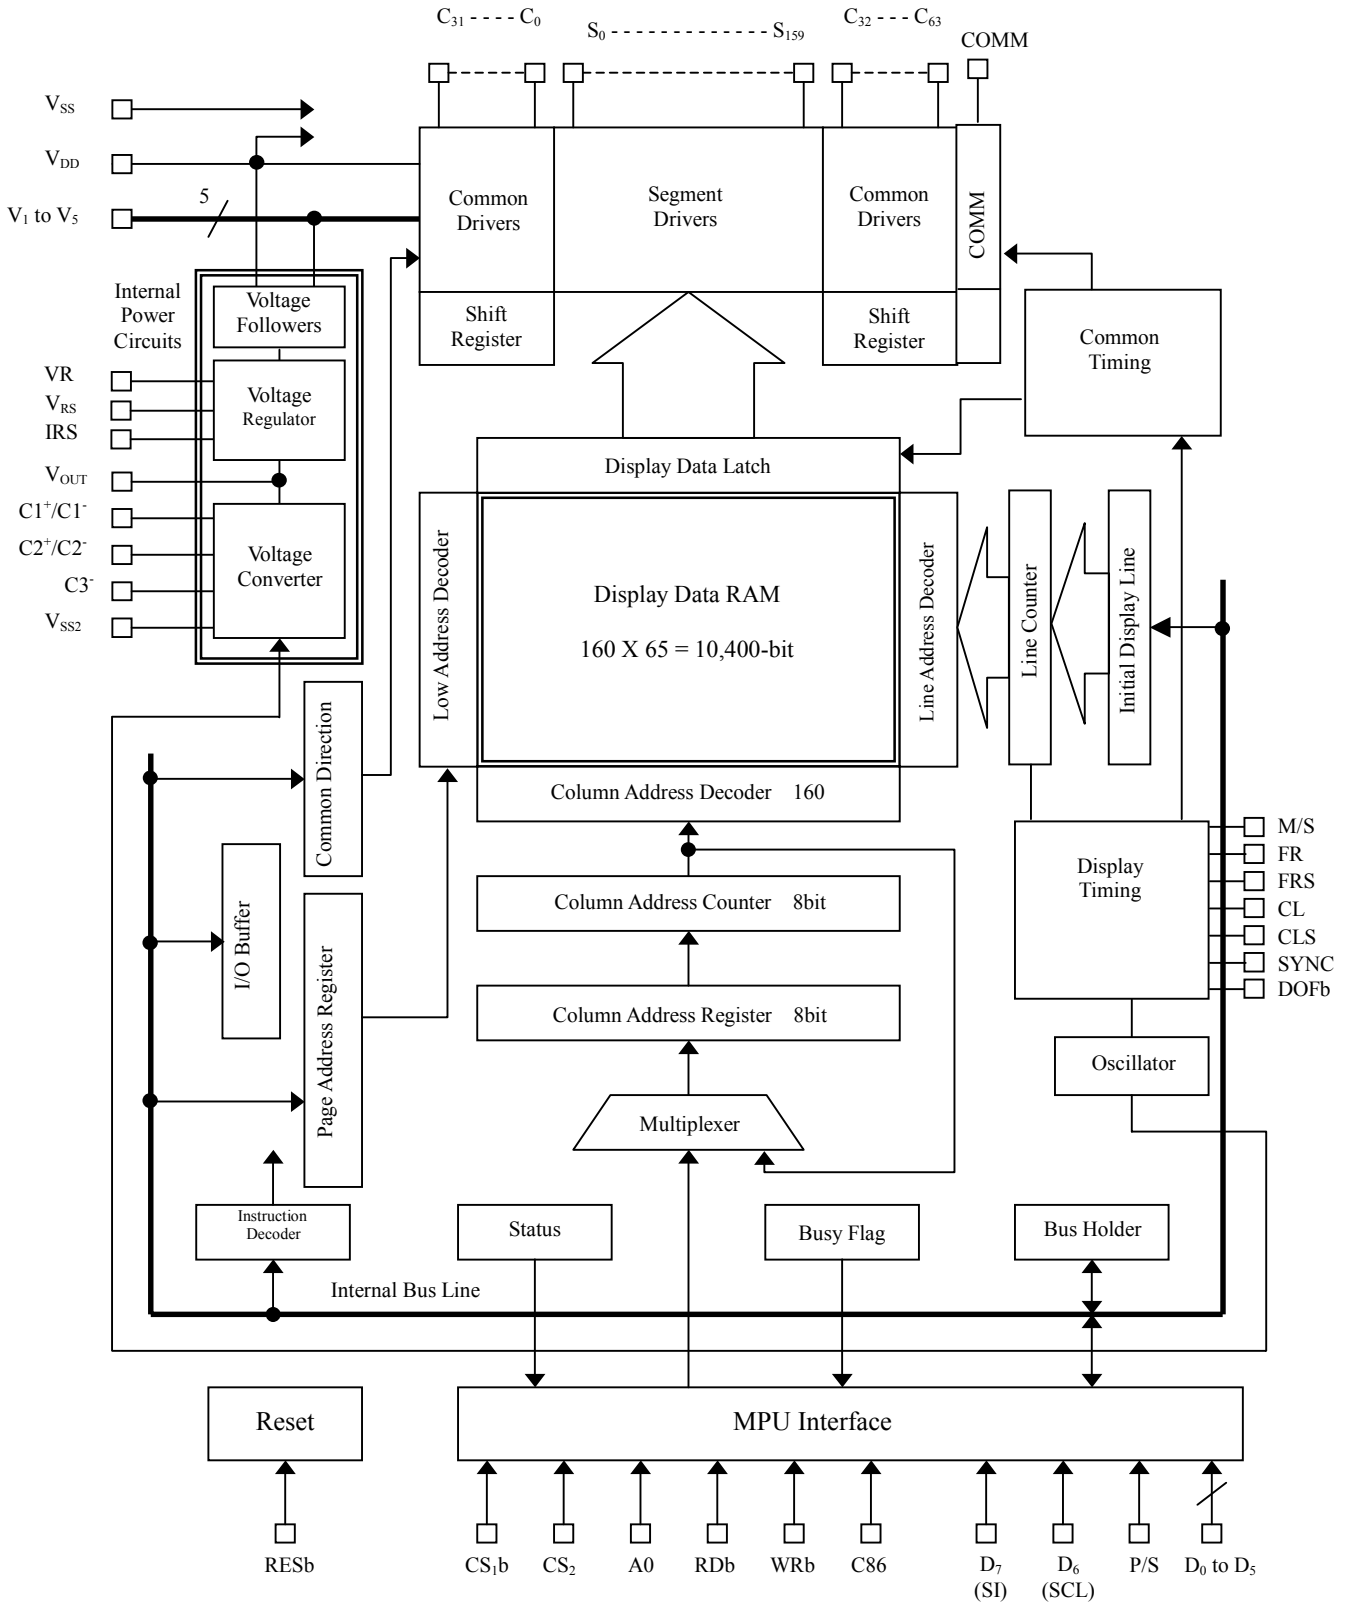 C31 - - - - C0
S0 - - - - - - - - - - - - - S159
C32 - - - C63
COMM
VSS
VDD
V1 to V5
5
Common
Drivers
Segment
Drivers
Common
Drivers
COMM
Shift
Register
Shift
Register
Internal
Power
Circuits
Voltage
Followers
Voltage
Regulator
Voltage
Converter
VR
VRS
IRS
VOUT
C1+/C1-
C2+/C2-
C3-
VSS2
Common
Timing
Display Data Latch
Low Address Decoder
Display Data RAM
160 X 65 = 10,400-bit
Line Address Decoder
Line Counter
Initial Display Line
Column Address Decoder 160
Common Direction
I/O Buffer
Page Address Register
Column Address Counter 8bit
Column Address Register 8bit
Multiplexer
Display
Timing
M/S
FR
FRS
CL
CLS
SYNC
DOFb
Oscillator
Instruction
Decoder
Status
Busy Flag
Bus Holder
Internal Bus Line
Reset
MPU Interface
RESb
CS1b
CS2
A0
RDb
WRb
C86
D7
(SI)
D6
(SCL)
P/S
D0 to D5